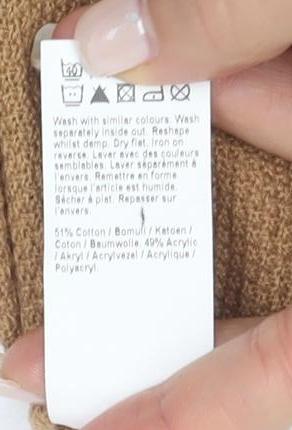 40
Wash with similar colours. Wash
separately inside out. Reshape
whilst damp. Dry flat. Iron on
reverse. Laver avec des couleurs
semblables. Laver séparément à
l'envers. Remettre en forme
lorsque l'article est humide.
Sécher à plat. Repasser sur
l'envers.
51% Cotton / Bomull / Katoen /
Coton / Baumwolle. 49% Acrylic
/ Akryl / Acrylvezel / Acrylique /
Polyacryl.